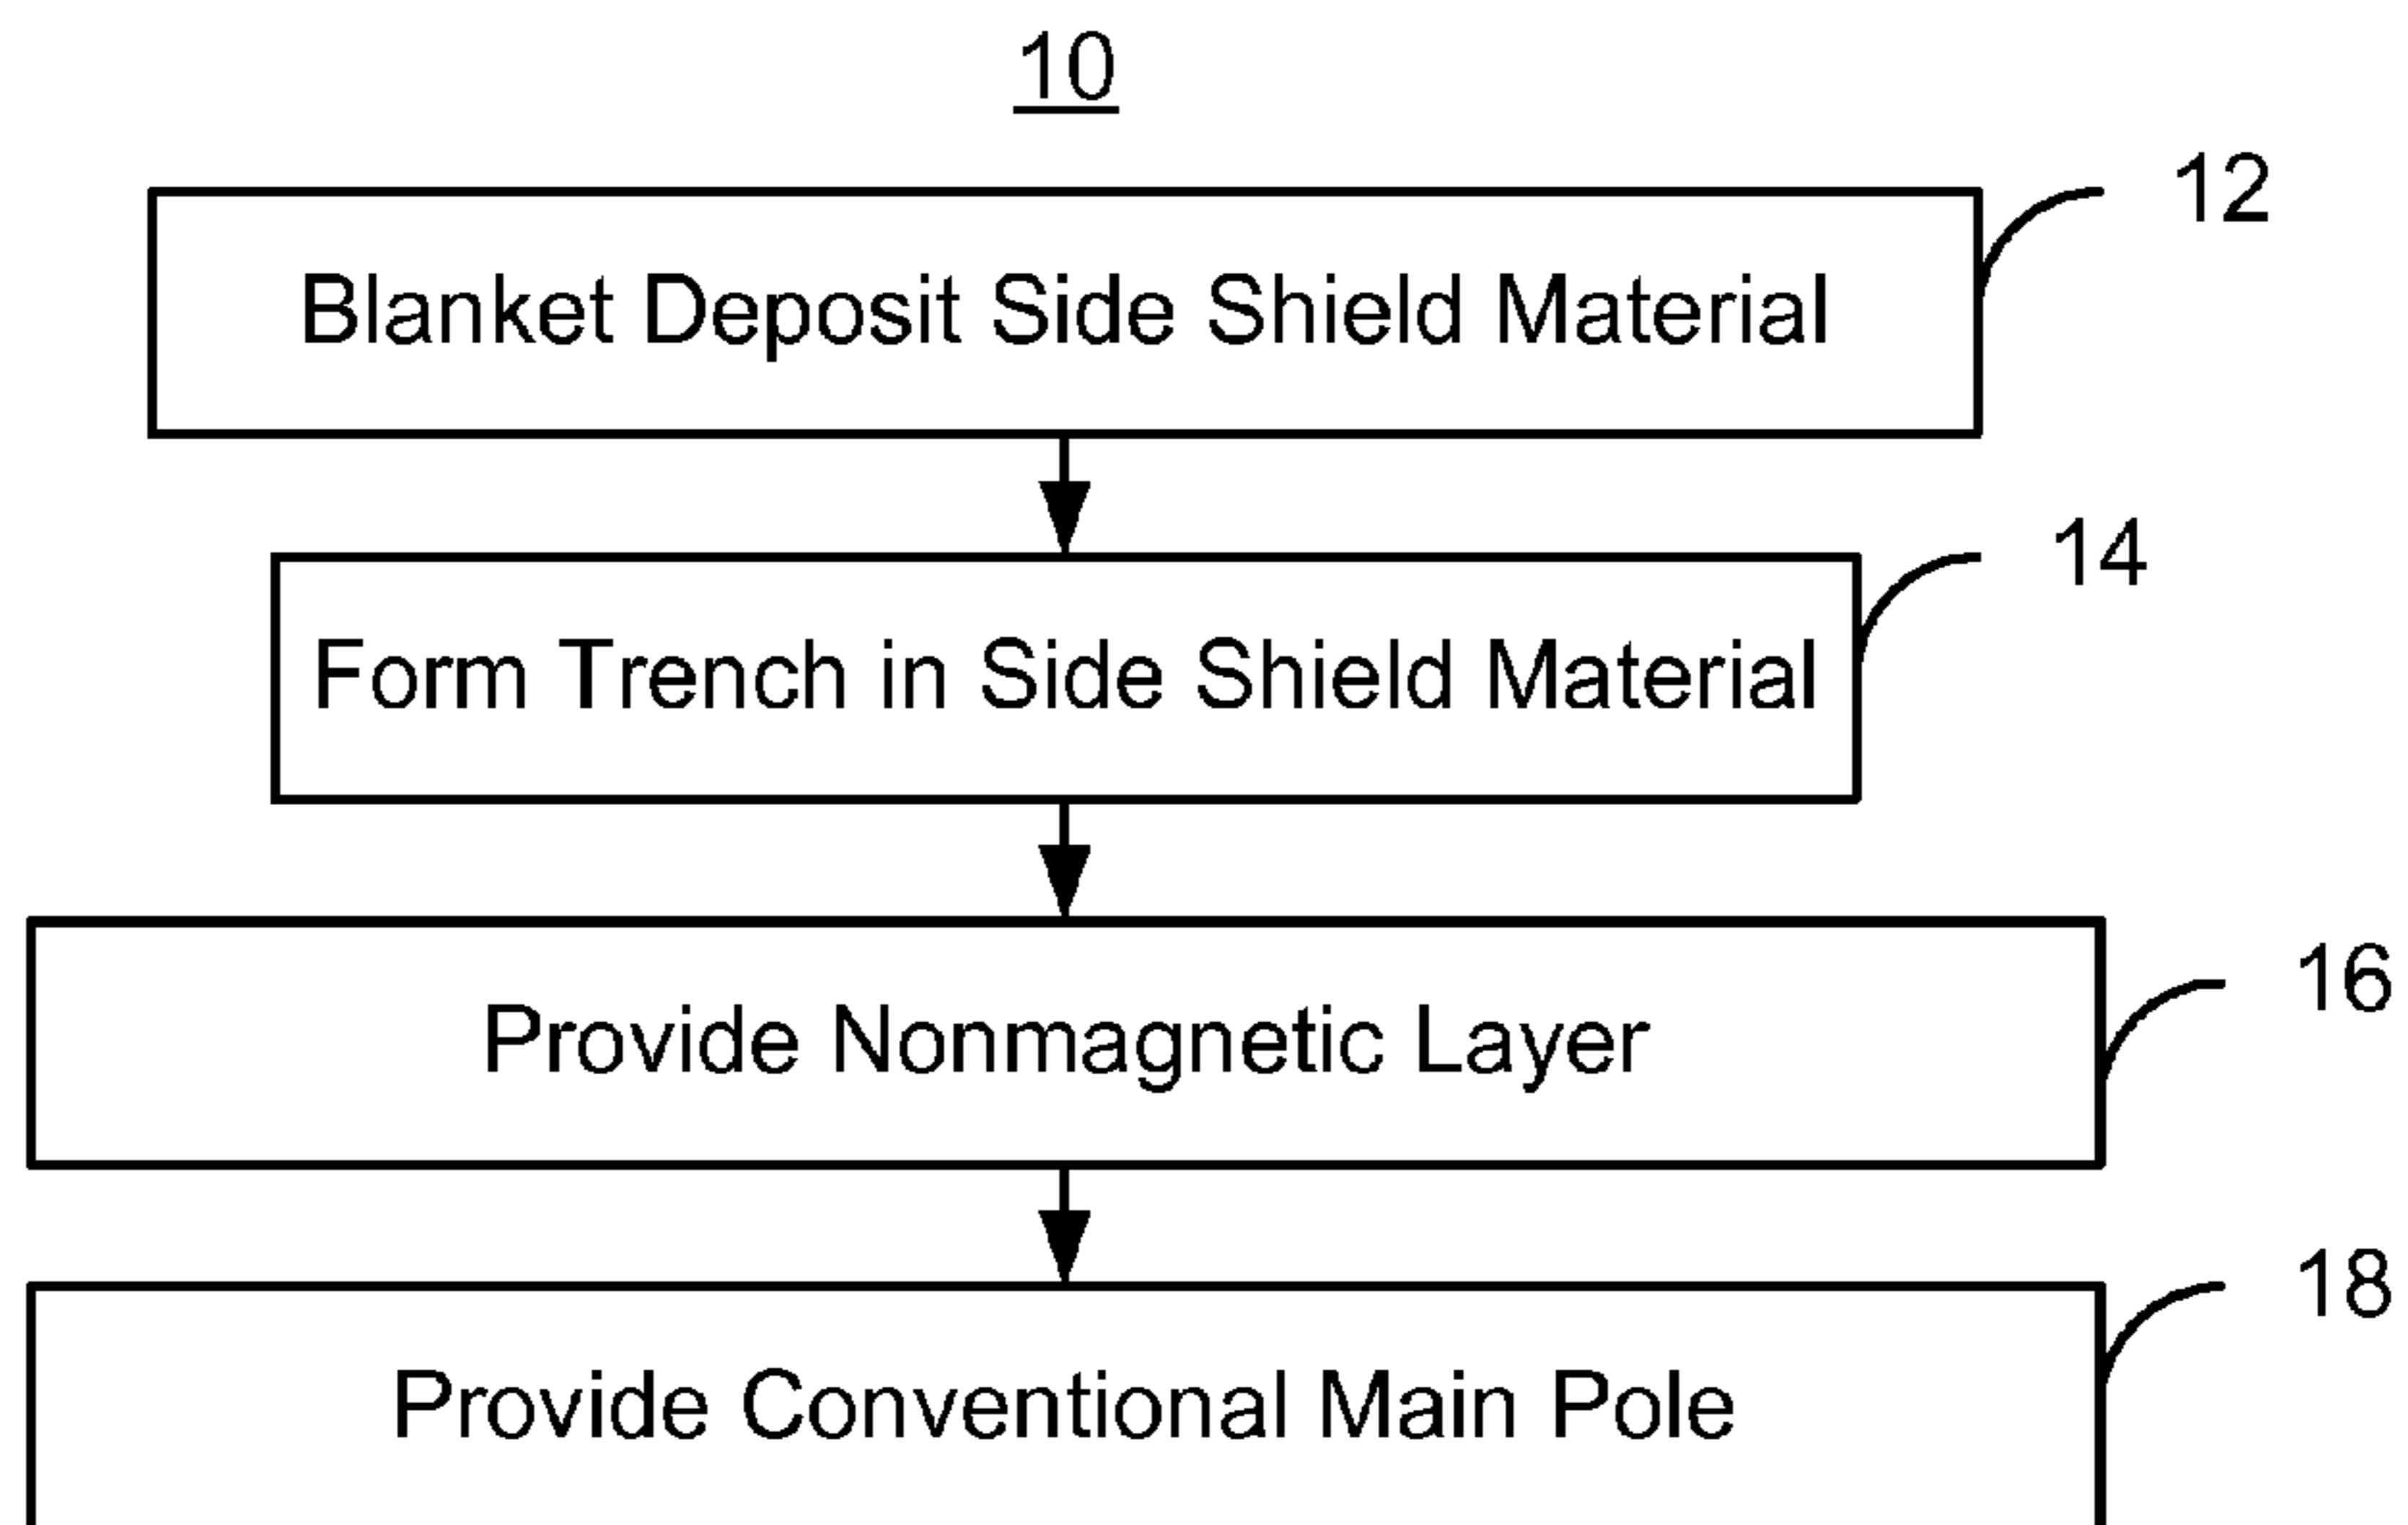 10
12
Blanket Deposit Side Shield Material
14
Form Trench in Side Shield Material
16
Provide Nonmagnetic Layer
18
Provide Conventional Main Pole